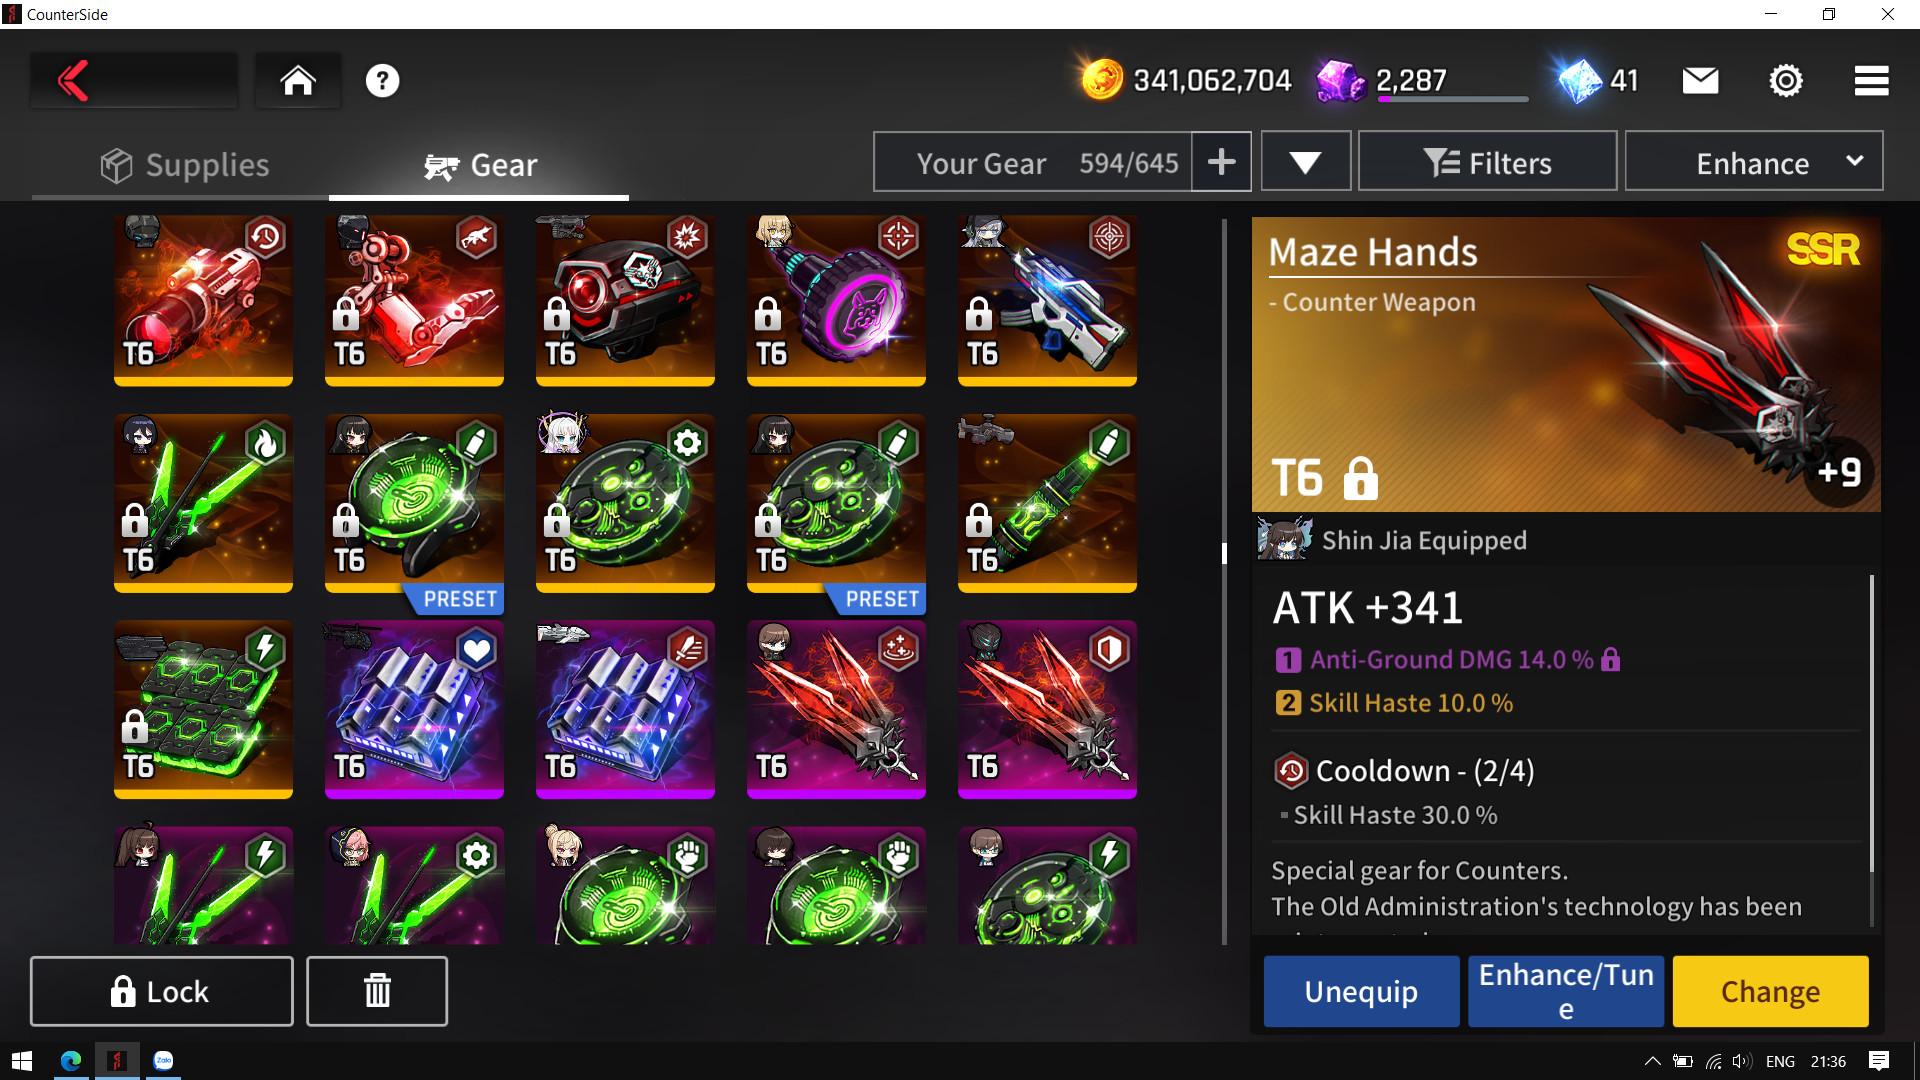 CounterSide
?
341,062,704
2,287
41
Supplies
Gear
Your Gear 594/645 +
Filters
Enhance
T6
T6
T6
T6
T6
T6
T6
T6
T6
T6
PRESET
PRESET
T6
T6
T6
T6
T6
Lock
Maze Hands
SSR
- Counter Weapon
T6
+9
Shin Jia Equipped
ATK +341
1 Anti-Ground DMG 14.0 %
2 Skill Haste 10.0 %
Cooldown - (2/4)
Skill Haste 30.0 %
Special gear for Counters.
The Old Administration's technology has been
Unequip
Enhance/Tun
e
Change
Zalo
ENG
21:36